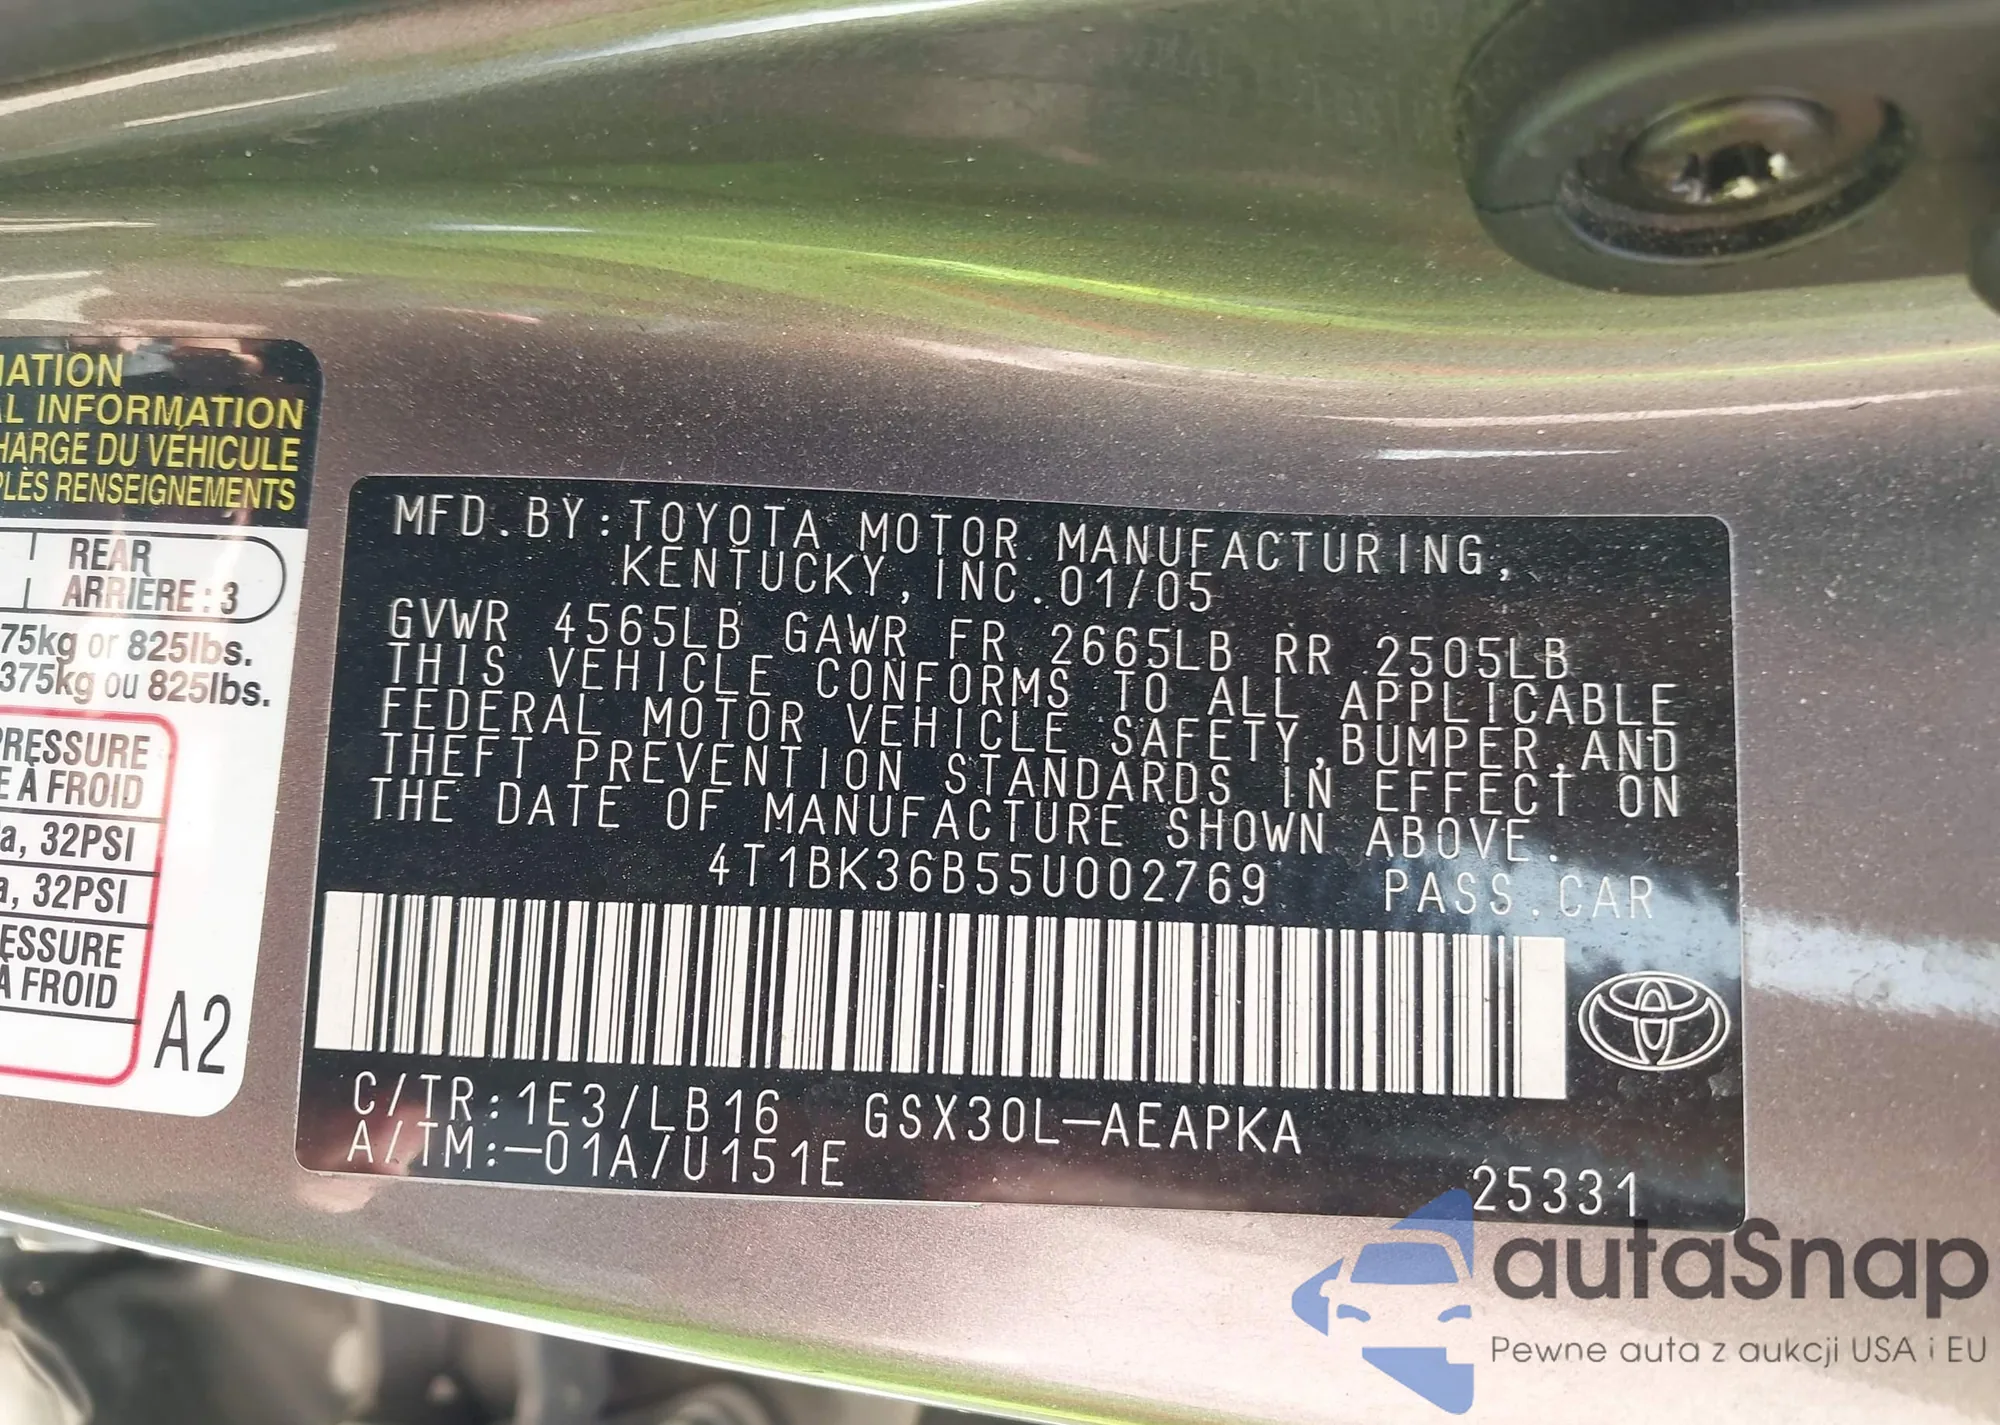 MATION
AL INFORMATION
HARGE DU VÉHICULE
PLÈS RENSEIGNEMENTS
REAR
ARRIÈRE : 3
75kg or 825lbs.
375kg ou 825lbs.
PRESSURE
E À FROID
a, 32PSI
a, 32PSI
ESSURE
À FROID
A2
MFD.BY:TOYOTA MOTOR MANUFACTURING,
KENTUCKY, INC.01/05
GVWR 4565LB GAWR FR 2665LB RR 2505LB
THIS VEHICLE CONFORMS TO ALL APPLICABLE
FEDERAL MOTOR VEHICLE SAFETY,BUMPER,AND
THEFT PREVENTION STANDARDS IN EFFECT ON
THE DATE OF MANUFACTURE SHOWN ABOVE.
4T1BK36B55U002769 PASS.CAR
C/TR:1E3/LB16 GSX30L-AEAPKA
A/TM:-01A/U151E
25331
autaSnap
Pewne auta z aukcji USA i EU